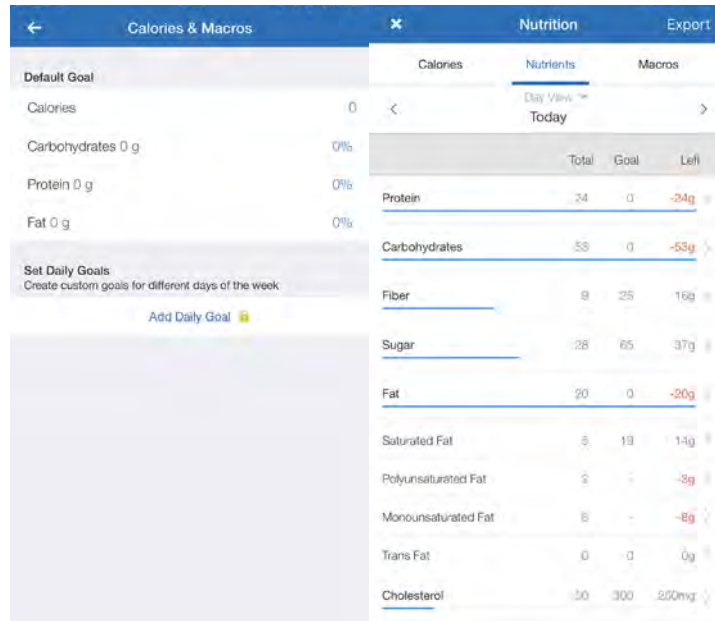 Calories & Macros
Default Goal
Calories 0
Carbohydrates 0 g 0%
Protein 0 g 0%
Fat 0 g 0%
Set Daily Goals
Create custom goals for different days of the week
Add Daily Goal
Nutrition Export
Calories Nutrients Macros
Day View
Today
Total Goal Left
Protein 24 0 -24g
Carbohydrates 53 0 -53g
Fiber 9 25 16g
Sugar 28 65 37g
Fat 20 0 -20g
Saturated Fat 19 14g
Polyunsaturated Fat - -3g
Monounsaturated Fat - -8g
Trans Fat 0 0 0g
Cholesterol 50 300 250mg